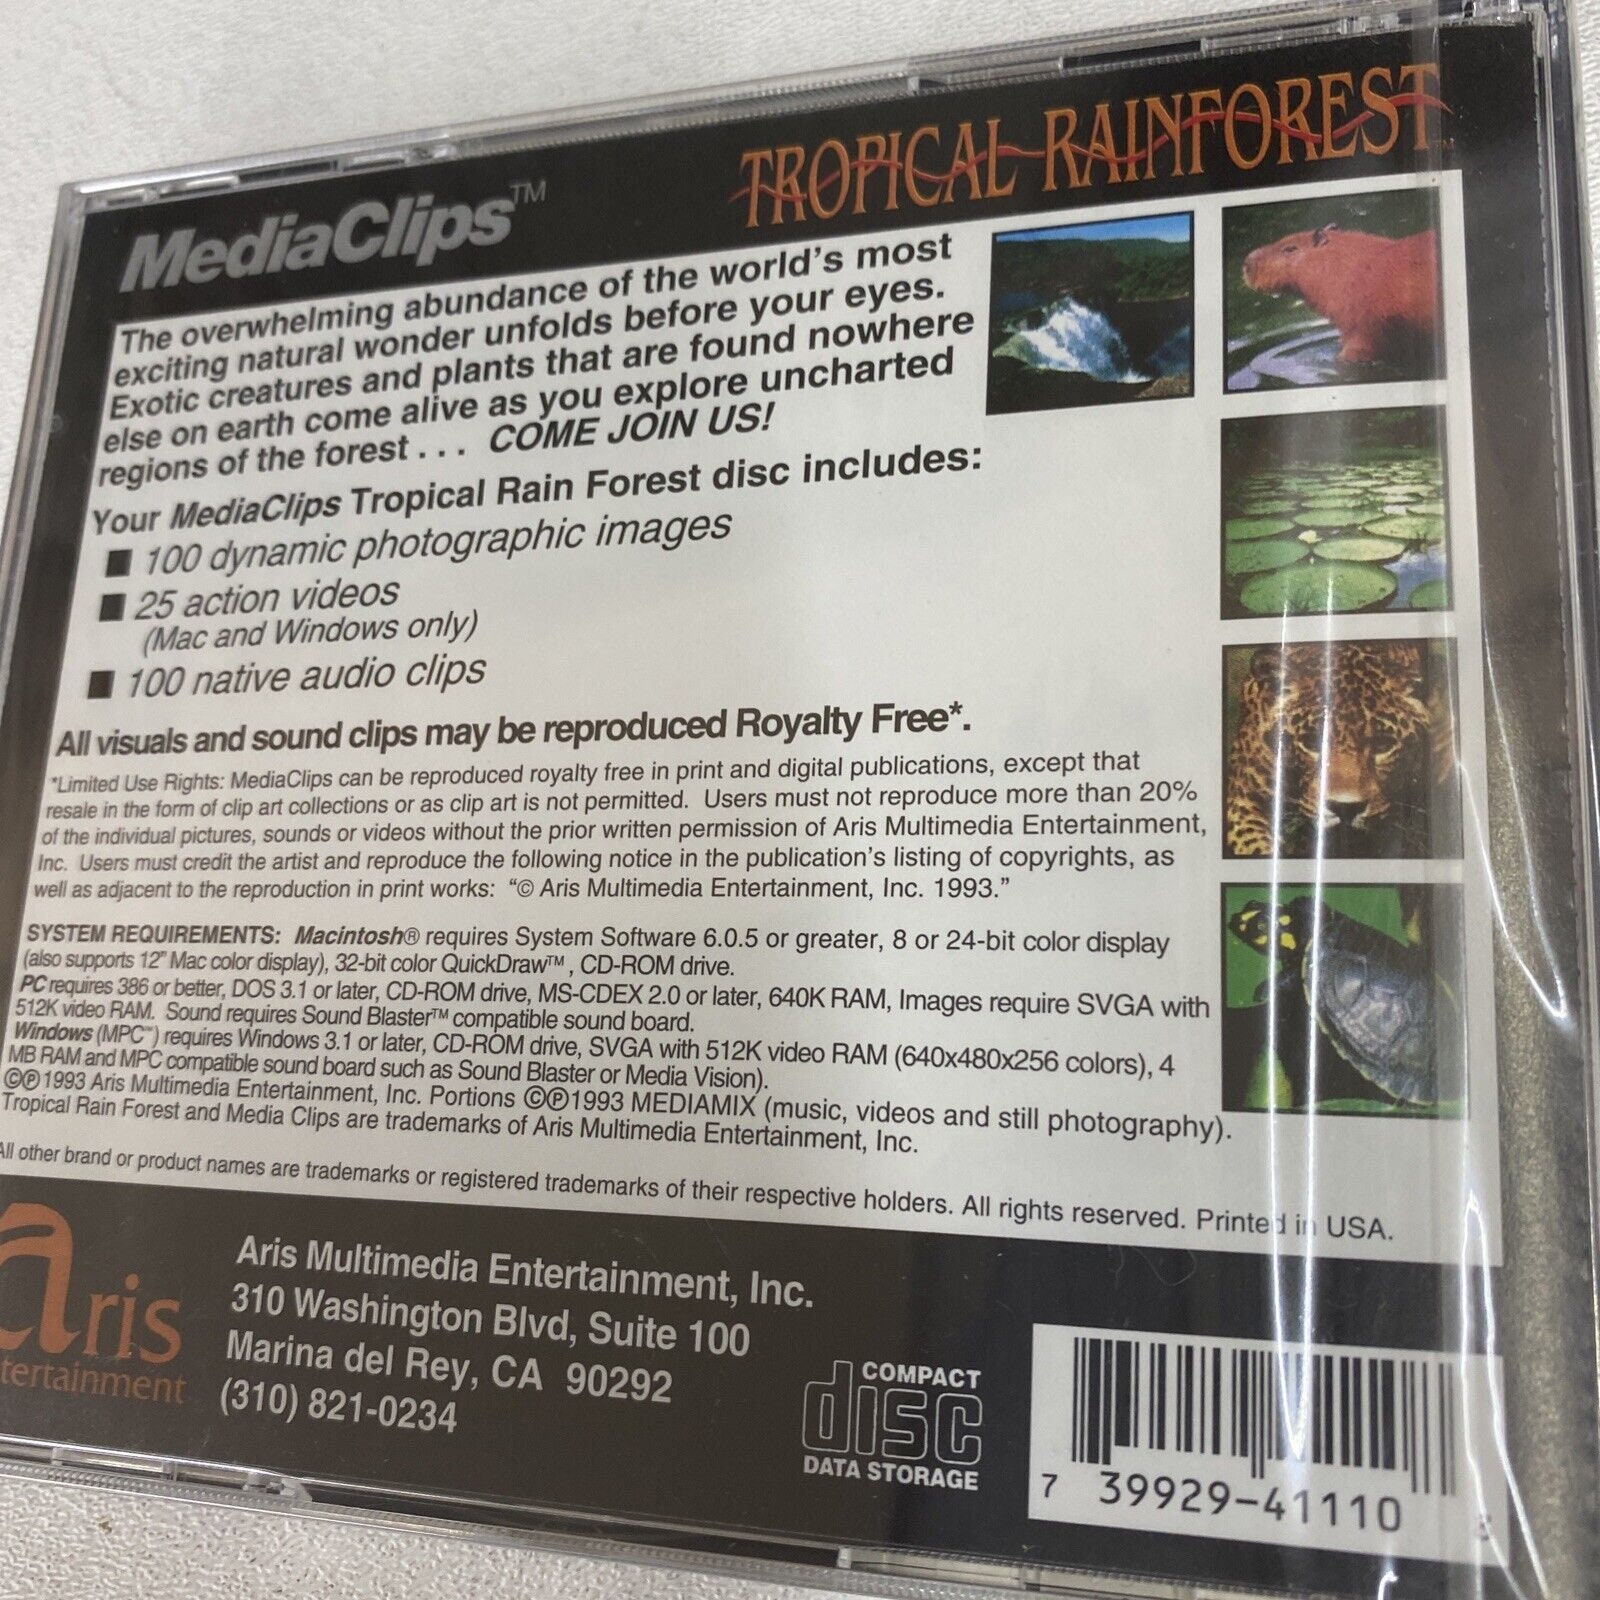 MediaClips™
TROPICAL RAINFOREST™
The overwhelming abundance of the world's most
exciting natural wonder unfolds before your eyes.
Exotic creatures and plants that are found nowhere
else on earth come alive as you explore uncharted
regions of the forest . . . COME JOIN US!
Your MediaClips Tropical Rain Forest disc includes:
■ 100 dynamic photographic images
■ 25 action videos
(Mac and Windows only)
■ 100 native audio clips
All visuals and sound clips may be reproduced Royalty Free*.
*Limited Use Rights: MediaClips can be reproduced royalty free in print and digital publications, except that
resale in the form of clip art collections or as clip art is not permitted. Users must not reproduce more than 20%
of the individual pictures, sounds or videos without the prior written permission of Aris Multimedia Entertainment,
Inc. Users must credit the artist and reproduce the following notice in the publication's listing of copyrights, as
well as adjacent to the reproduction in print works: "© Aris Multimedia Entertainment, Inc. 1993."
SYSTEM REQUIREMENTS: Macintosh® requires System Software 6.0.5 or greater, 8 or 24-bit color display
(also supports 12" Mac color display), 32-bit color QuickDraw™, CD-ROM drive.
PC requires 386 or better, DOS 3.1 or later, CD-ROM drive, MS-CDEX 2.0 or later, 640K RAM, Images require SVGA with
512K video RAM. Sound requires Sound Blaster™ compatible sound board.
Windows (MPC™) requires Windows 3.1 or later, CD-ROM drive, SVGA with 512K video RAM (640x480x256 colors), 4
MB RAM and MPC compatible sound board such as Sound Blaster or Media Vision).
©℗1993 Aris Multimedia Entertainment, Inc. Portions ©℗1993 MEDIAMIX (music, videos and still photography).
Tropical Rain Forest and Media Clips are trademarks of Aris Multimedia Entertainment, Inc.
All other brand or product names are trademarks or registered trademarks of their respective holders. All rights reserved. Printed in USA.
aris
tertainment
Aris Multimedia Entertainment, Inc.
310 Washington Blvd, Suite 100
Marina del Rey, CA 90292
(310) 821-0234
COMPACT
disc
DATA STORAGE
7 39929-41110